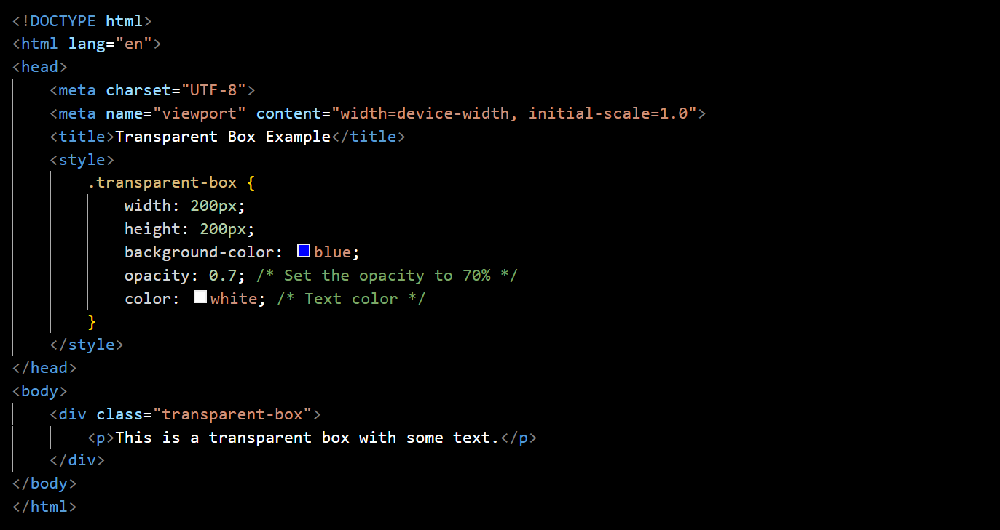 <!DOCTYPE html>
<html lang="en">
<head>
    <meta charset="UTF-8">
    <meta name="viewport" content="width=device-width, initial-scale=1.0">
    <title>Transparent Box Example</title>
    <style>
        .transparent-box {
            width: 200px;
            height: 200px;
            background-color: blue;
            opacity: 0.7; /* Set the opacity to 70% */
            color: white; /* Text color */
        }
    </style>
</head>
<body>
    <div class="transparent-box">
        <p>This is a transparent box with some text.</p>
    </div>
</body>
</html>